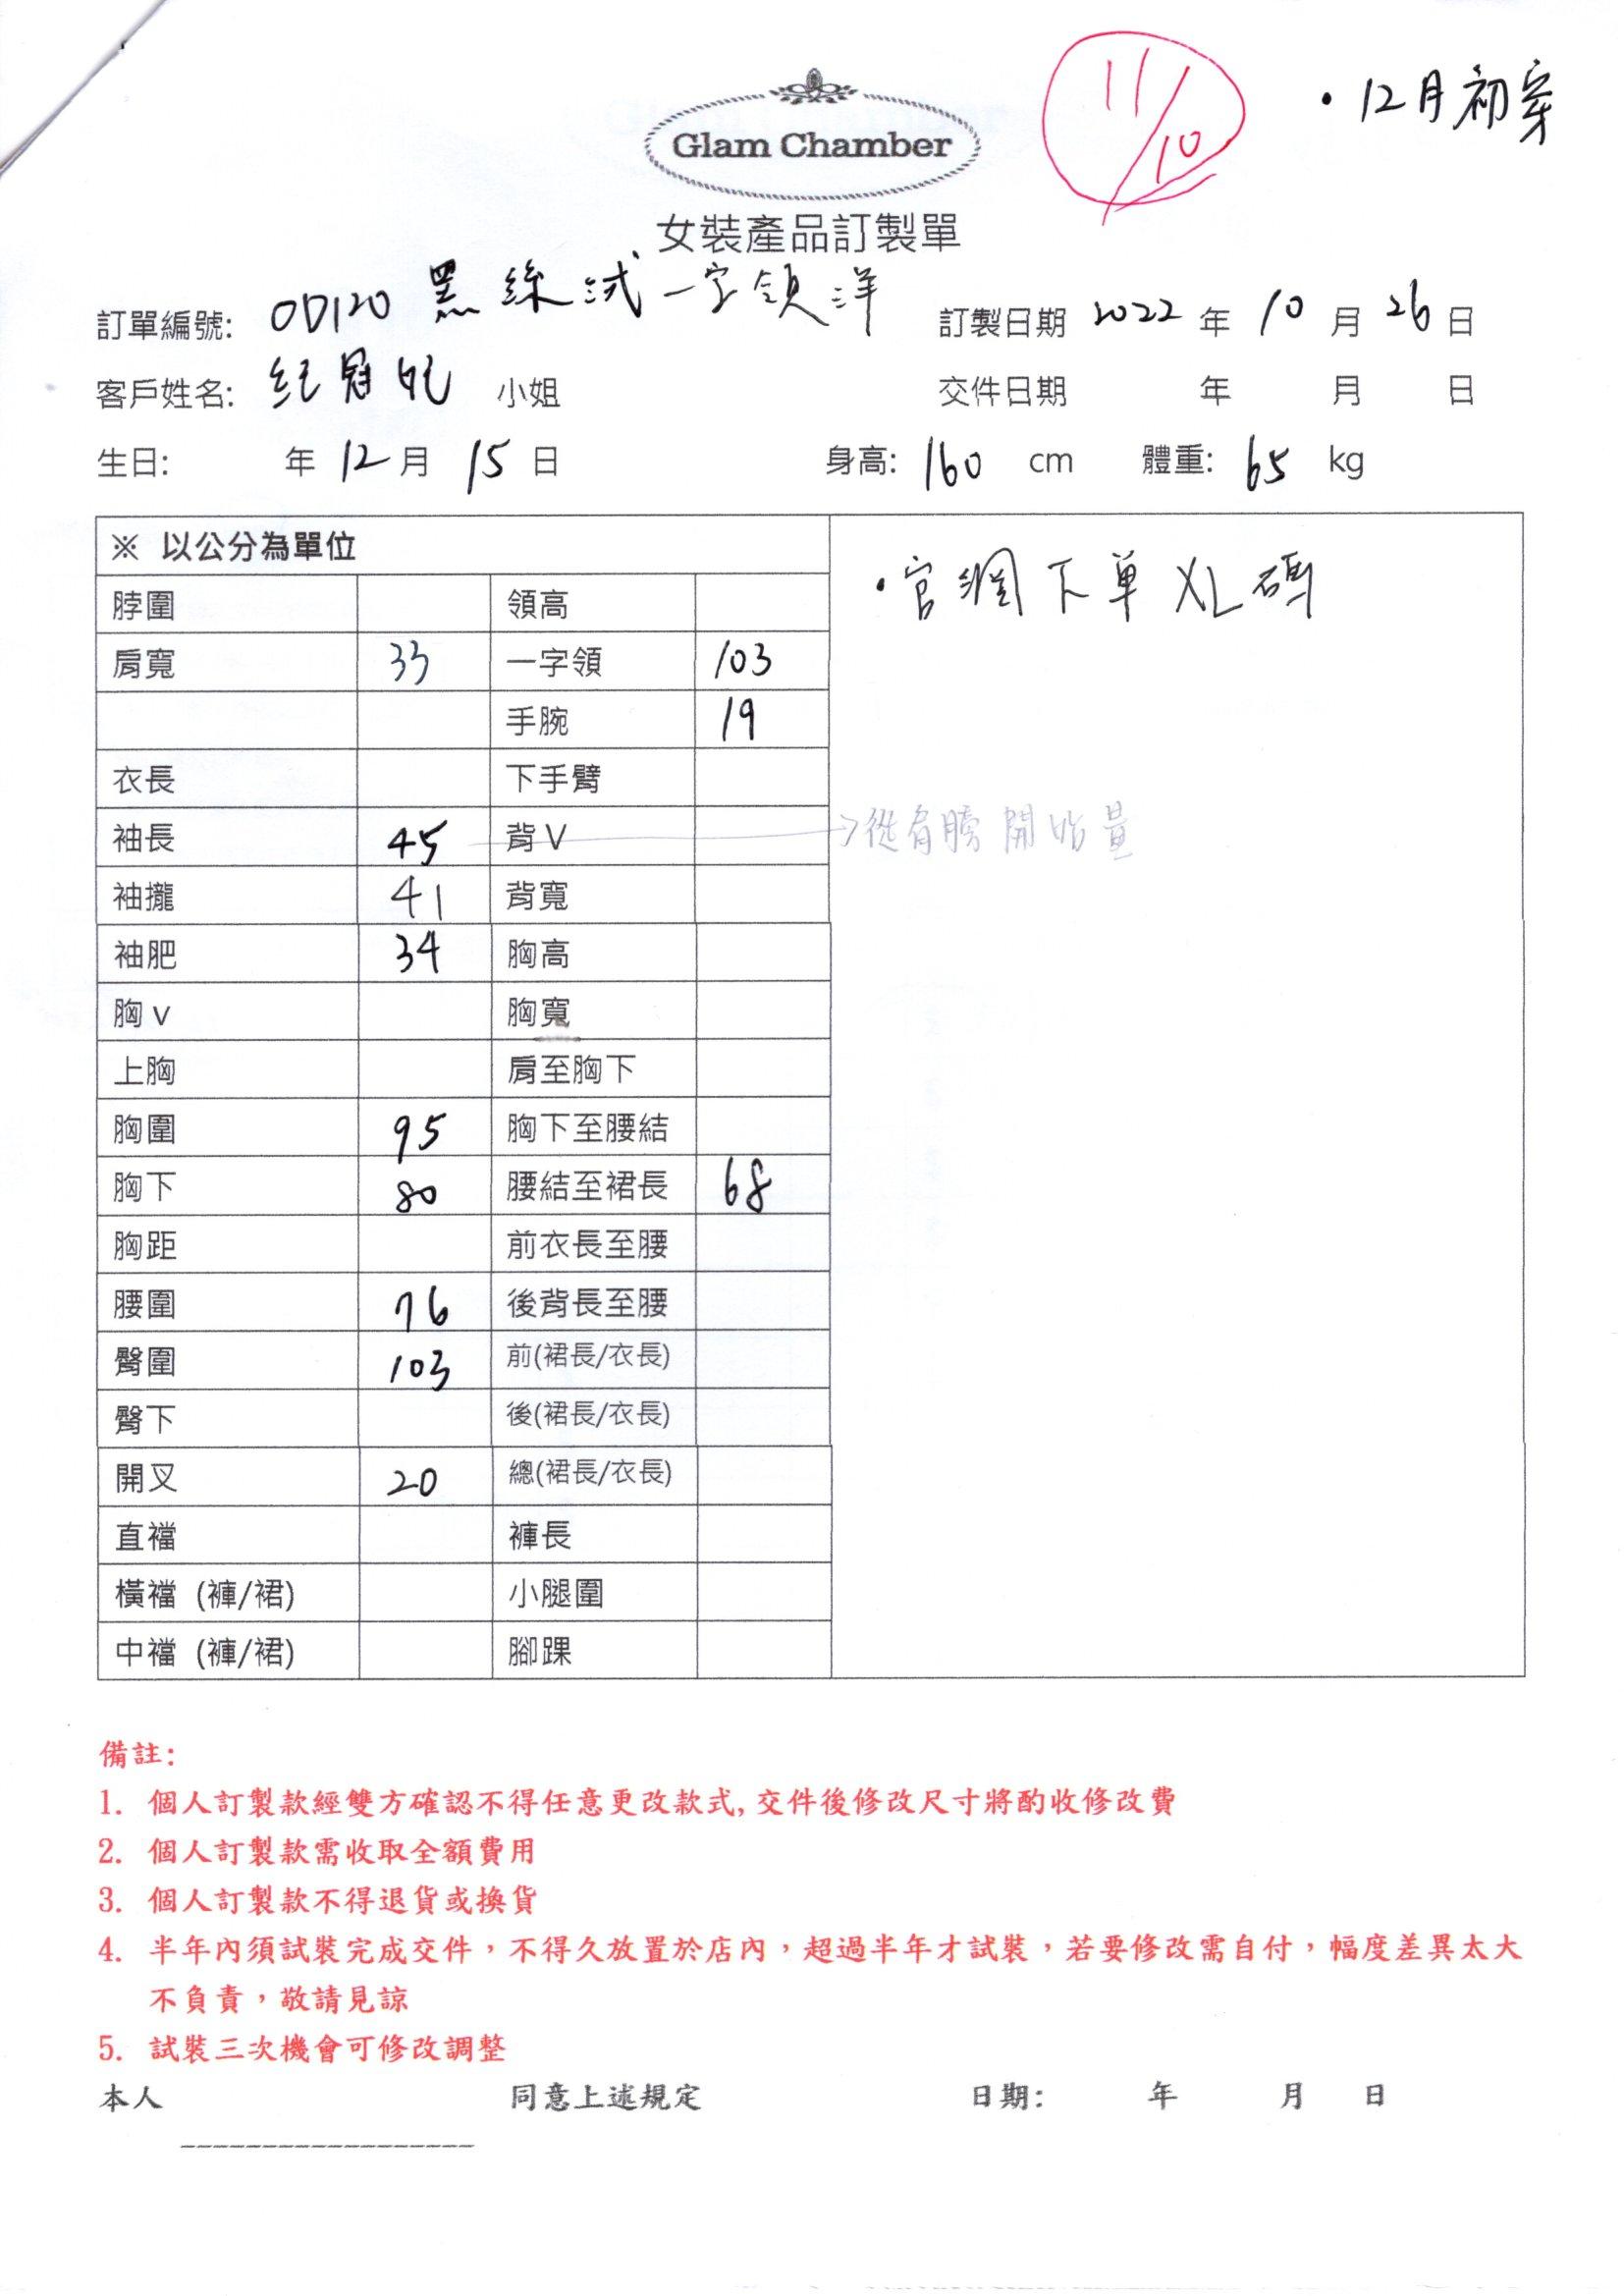 11/10
・12月初穿
Glam Chamber
女裝產品訂製單
訂單編號: OD120 黑絲絨一字領洋 訂製日期 2022 年 10 月 26 日
客戶姓名: 紀冠妃 小姐 交件日期 年 月 日
生日: 年 12 月 15 日 身高: 160 cm 體重: 65 kg
※ 以公分為單位
・官網下單 XL碼
脖圍 領高
肩寬 33 一字領 103
手腕 19
衣長 下手臂
袖長 45 背V →從肩膀開始量
袖攏 41 背寬
袖肥 34 胸高
胸v 胸寬
上胸 肩至胸下
胸圍 95 胸下至腰結
胸下 80 腰結至裙長 68
胸距 前衣長至腰
腰圍 76 後背長至腰
臀圍 103 前(裙長/衣長)
臀下 後(裙長/衣長)
開叉 20 總(裙長/衣長)
直襠 褲長
橫襠 (褲/裙) 小腿圍
中襠 (褲/裙) 腳踝
備註:
1. 個人訂製款經雙方確認不得任意更改款式, 交件後修改尺寸將酌收修改費
2. 個人訂製款需收取全額費用
3. 個人訂製款不得退貨或換貨
4. 半年內須試裝完成交件，不得久放置於店內，超過半年才試裝，若要修改需自付，幅度差異太大
不負責，敬請見諒
5. 試裝三次機會可修改調整
本人 同意上述規定 日期: 年 月 日